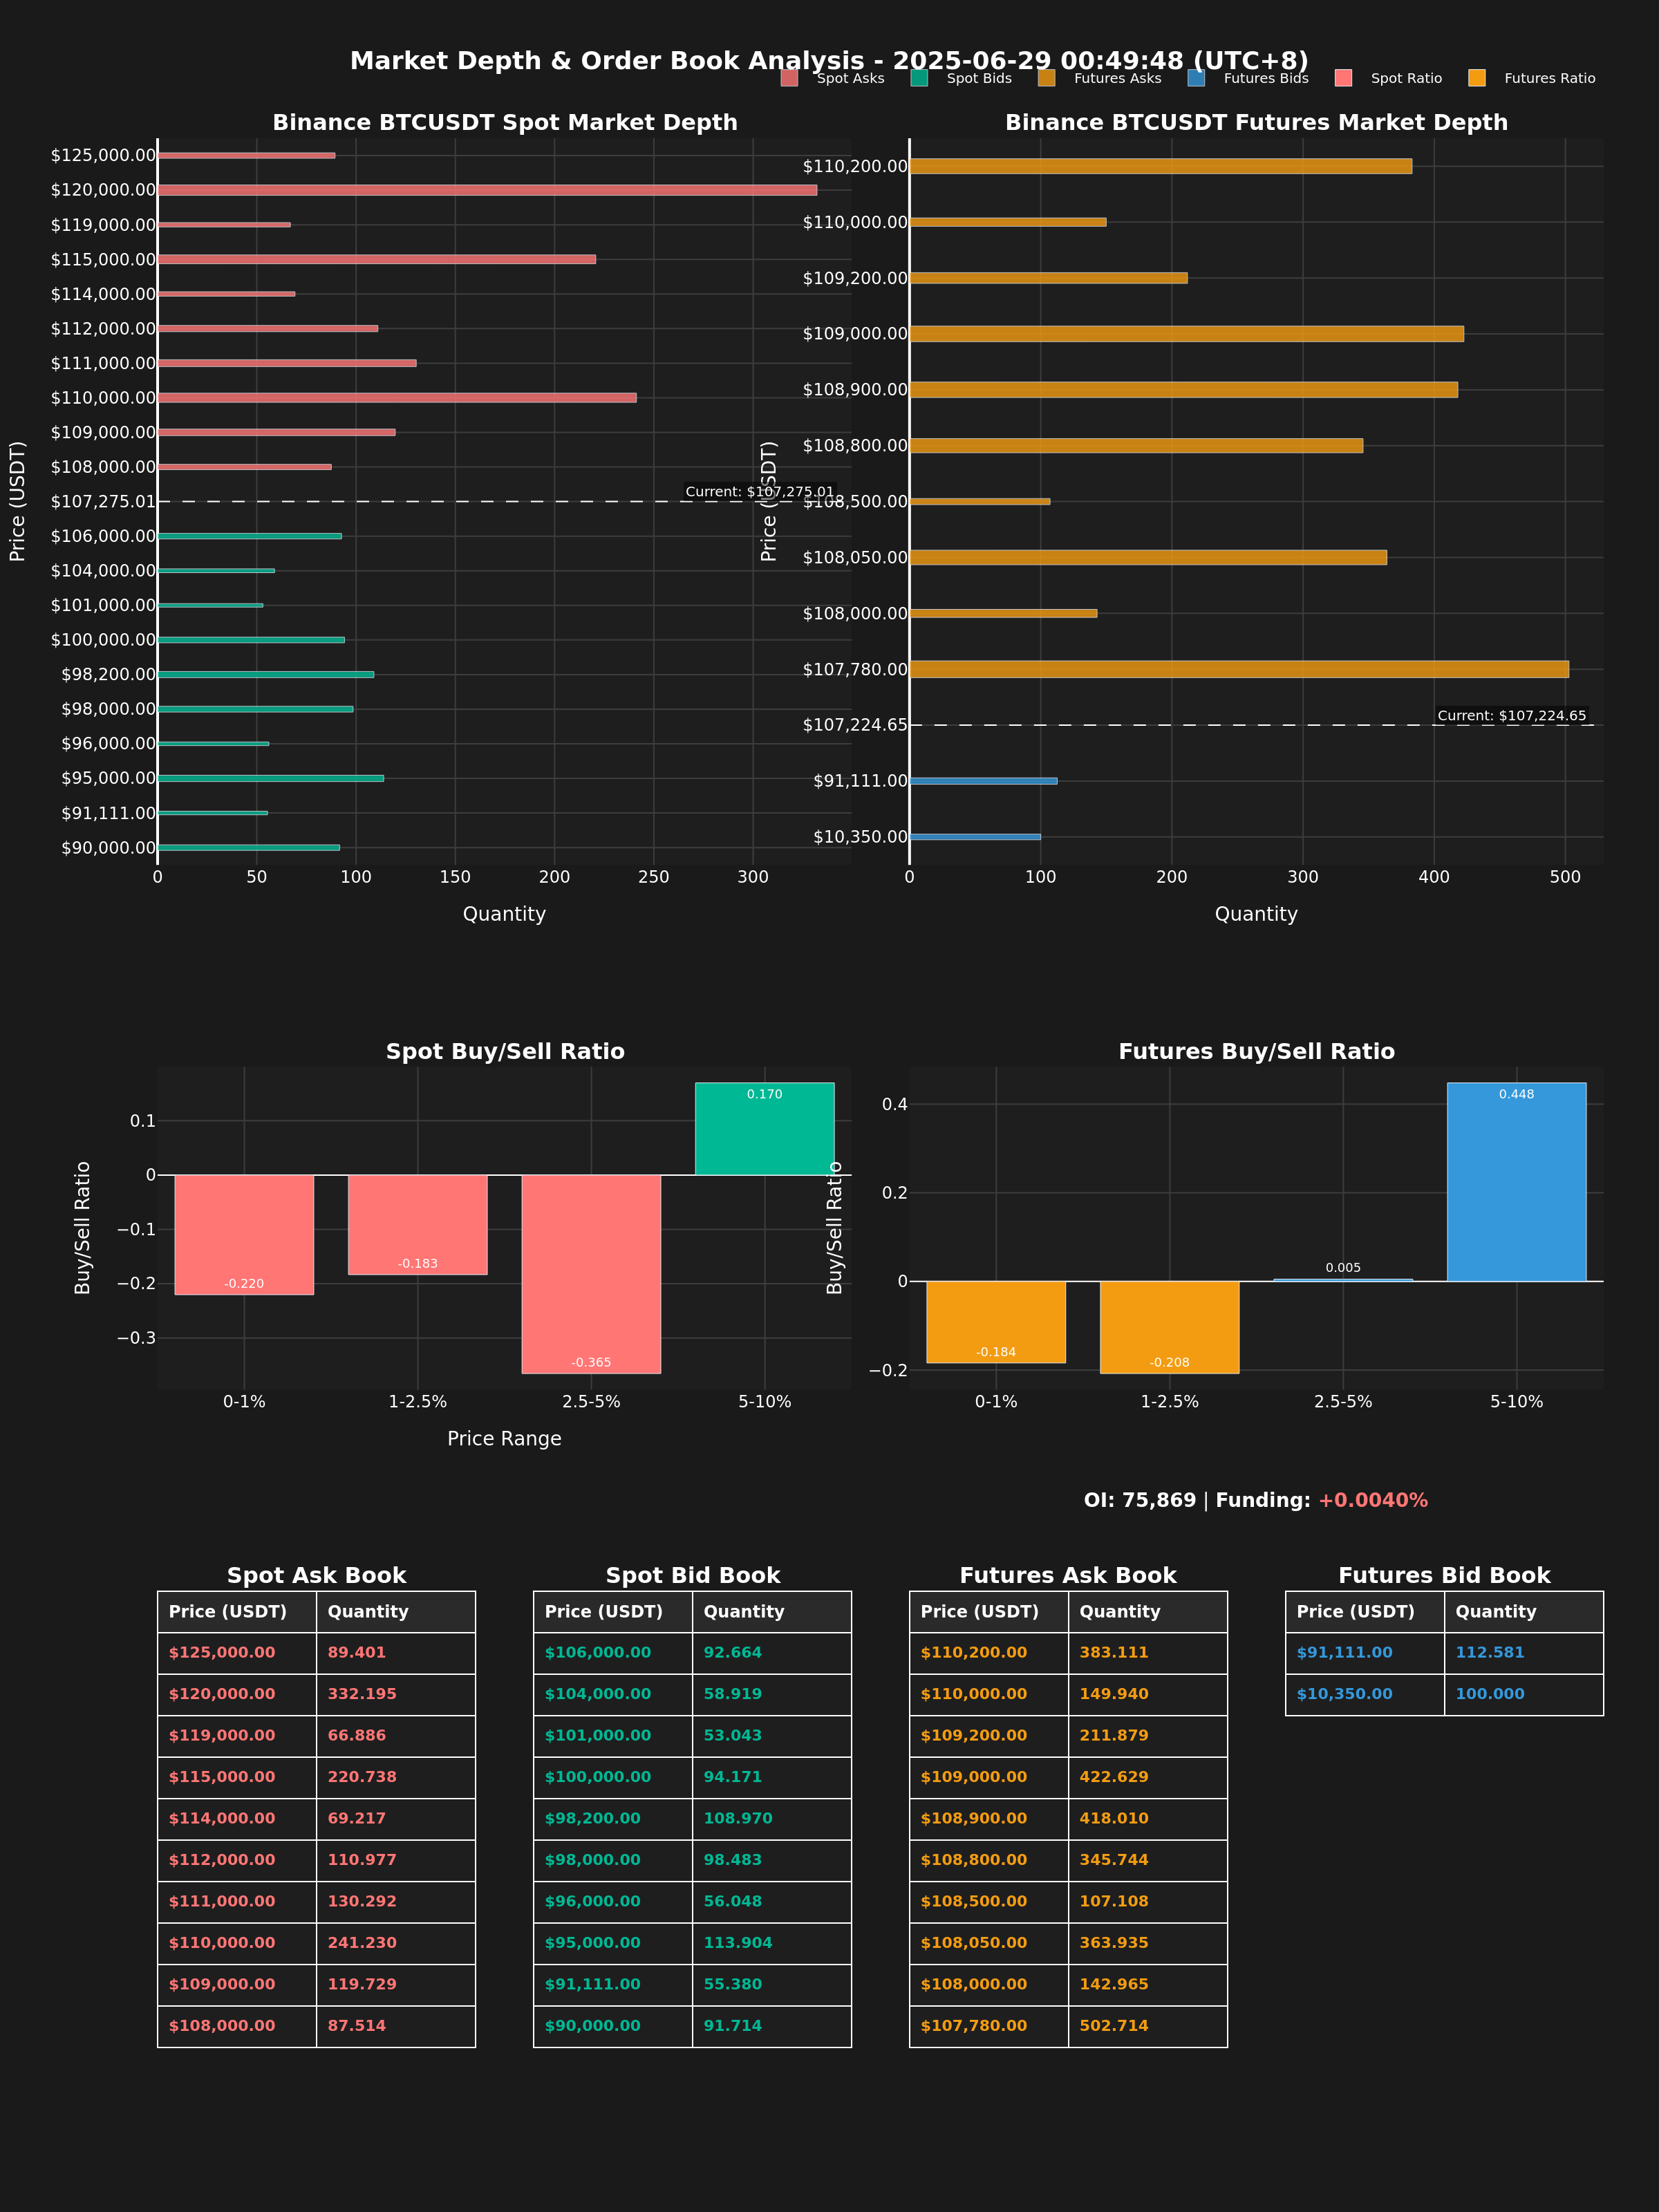 Market Depth & Order Book Analysis - 2025-06-29 00:49:48 (UTC+8)
Spot Asks Spot Bids Futures Asks Futures Bids Spot Ratio Futures Ratio
Binance BTCUSDT Spot Market Depth
$125,000.00
$120,000.00
$119,000.00
$115,000.00
$114,000.00
$112,000.00
$111,000.00
$110,000.00
$109,000.00
$108,000.00
$107,275.01
$106,000.00
$104,000.00
$101,000.00
$100,000.00
$98,200.00
$98,000.00
$96,000.00
$95,000.00
$91,111.00
$90,000.00
Price (USDT)
Current: $107,275.01
0 50 100 150 200 250 300
Quantity
Binance BTCUSDT Futures Market Depth
$110,200.00
$110,000.00
$109,200.00
$109,000.00
$108,900.00
$108,800.00
$108,500.00
$108,050.00
$108,000.00
$107,780.00
$107,224.65
$91,111.00
$10,350.00
Price (USDT)
Current: $107,224.65
0 100 200 300 400 500
Quantity
Spot Buy/Sell Ratio
0.1
0
−0.1
−0.2
−0.3
Buy/Sell Ratio
-0.220
-0.183
-0.365
0.170
0-1% 1-2.5% 2.5-5% 5-10%
Price Range
Futures Buy/Sell Ratio
0.4
0.2
0
−0.2
Buy/Sell Ratio
-0.184
-0.208
0.005
0.448
0-1% 1-2.5% 2.5-5% 5-10%
OI: 75,869 | Funding: +0.0040%
Spot Ask Book
Price (USDT) Quantity
$125,000.00 89.401
$120,000.00 332.195
$119,000.00 66.886
$115,000.00 220.738
$114,000.00 69.217
$112,000.00 110.977
$111,000.00 130.292
$110,000.00 241.230
$109,000.00 119.729
$108,000.00 87.514
Spot Bid Book
Price (USDT) Quantity
$106,000.00 92.664
$104,000.00 58.919
$101,000.00 53.043
$100,000.00 94.171
$98,200.00 108.970
$98,000.00 98.483
$96,000.00 56.048
$95,000.00 113.904
$91,111.00 55.380
$90,000.00 91.714
Futures Ask Book
Price (USDT) Quantity
$110,200.00 383.111
$110,000.00 149.940
$109,200.00 211.879
$109,000.00 422.629
$108,900.00 418.010
$108,800.00 345.744
$108,500.00 107.108
$108,050.00 363.935
$108,000.00 142.965
$107,780.00 502.714
Futures Bid Book
Price (USDT) Quantity
$91,111.00 112.581
$10,350.00 100.000